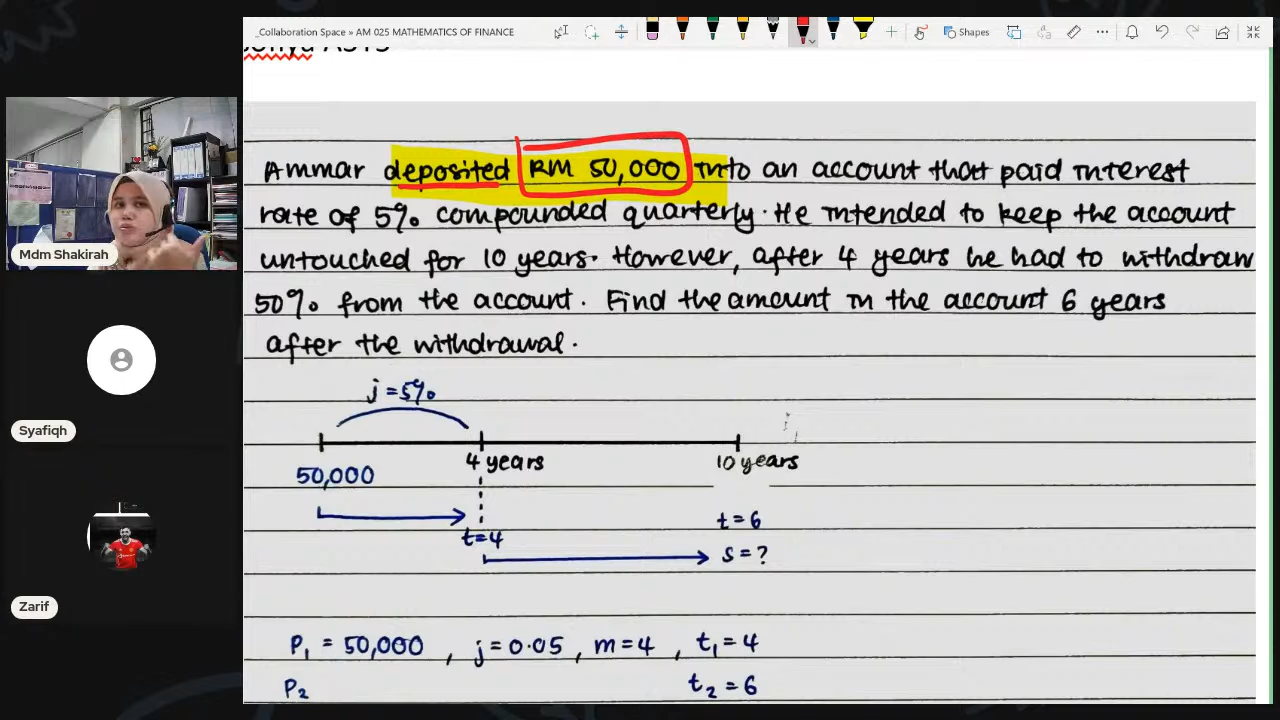 _Collaboration Space » AM 025 MATHEMATICS OF FINANCE
Shapes
Ammar deposited RM 50,000 into an account that paid interest
rate of 5% compounded quarterly. He intended to keep the account
untouched for 10 years. However, after 4 years he had to withdraw
50% from the account. Find the amount in the account 6 years
after the withdrawal.
j = 5%
4 years
10 years
50,000
t = 6
t = 4
s = ?
P₁ = 50,000 , j = 0.05 , m = 4 , t₁ = 4
P₂ t₂ = 6
Mdm Shakirah
Syafiqh
Zarif